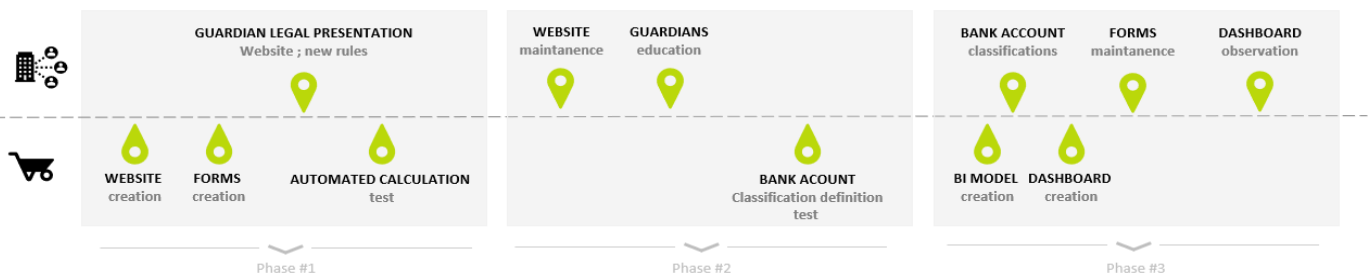 GUARDIAN LEGAL PRESENTATION
Website ; new rules
WEBSITE
maintanence
GUARDIANS
education
BANK ACCOUNT
classifications
FORMS
maintanence
DASHBOARD
observation
WEBSITE
creation
FORMS
creation
AUTOMATED CALCULATION
test
BANK ACOUNT
Classification definition
test
BI MODEL
creation
DASHBOARD
creation
Phase #1
Phase #2
Phase #3